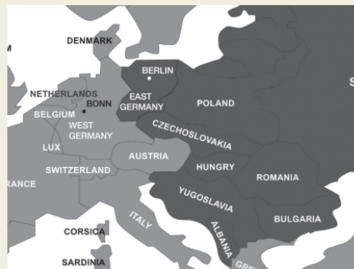 DENMARK
BERLIN
NETHERLANDS
BONN
EAST
GERMANY
POLAND
BELGIUM
WEST
GERMANY
CZECHOSLOVAKIA
LUX
AUSTRIA
SWITZERLAND
HUNGRY
ROMANIA
RANCE
YUGOSLAVIA
ITALY
BULGARIA
CORSICA
ALBANIA
SARDINIA
GRE
M
S